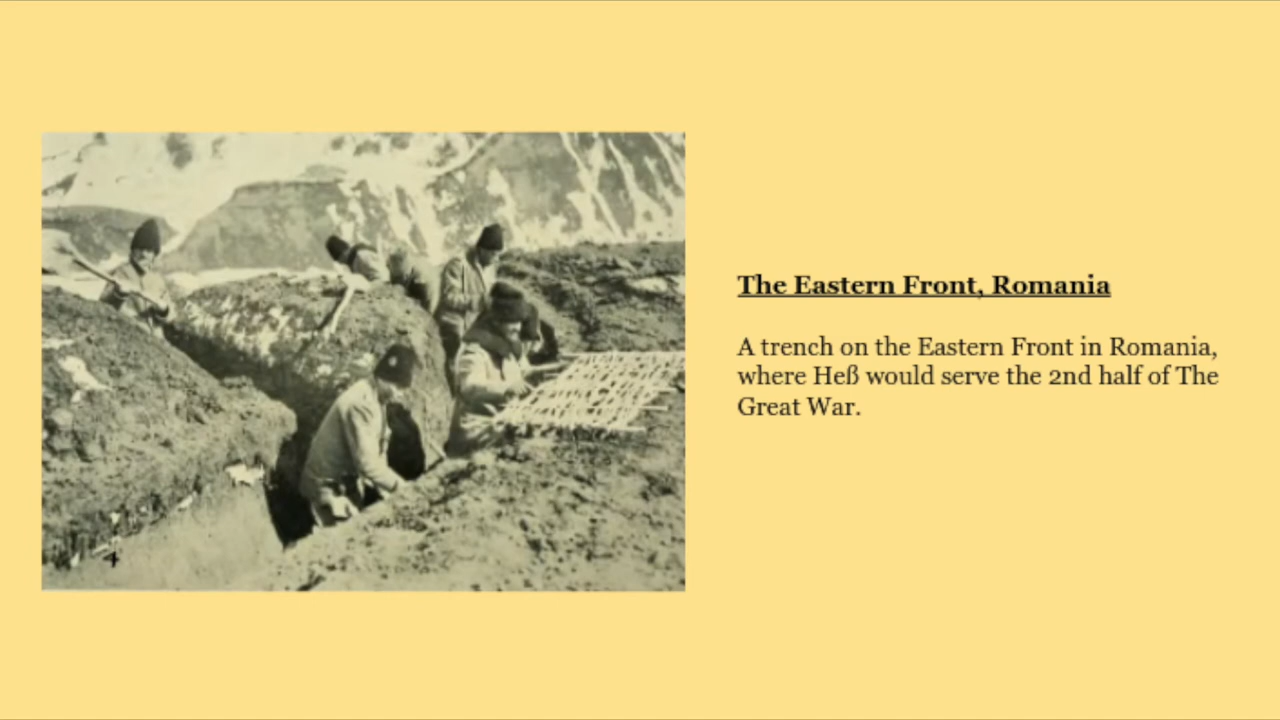 The Eastern Front, Romania
A trench on the Eastern Front in Romania,
where Heß would serve the 2nd half of The
Great War.
4